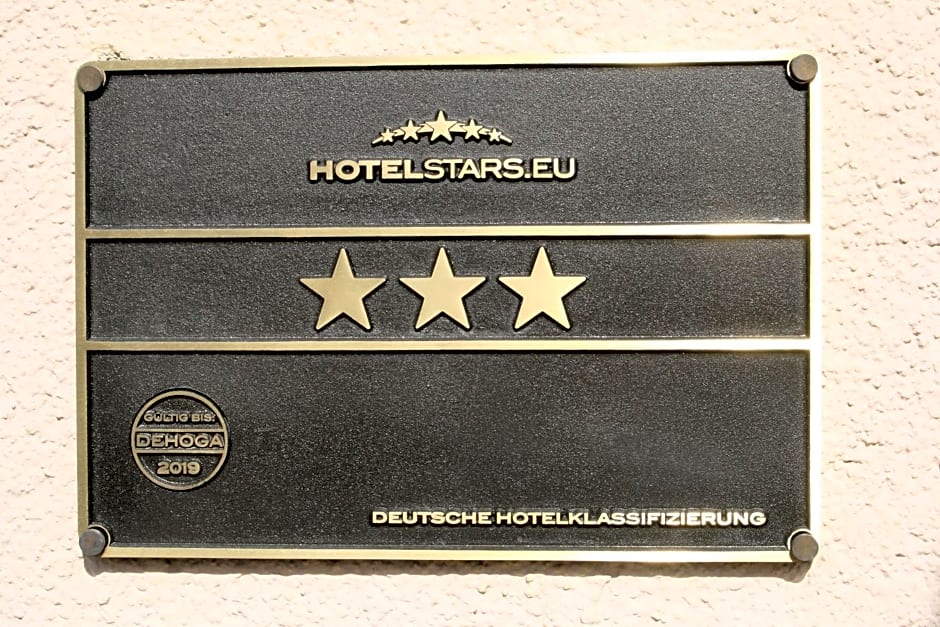 HOTELSTARS.EU
GÜLTIG BIS:
DEHOGA
2019
DEUTSCHE HOTELKLASSIFIZIERUNG